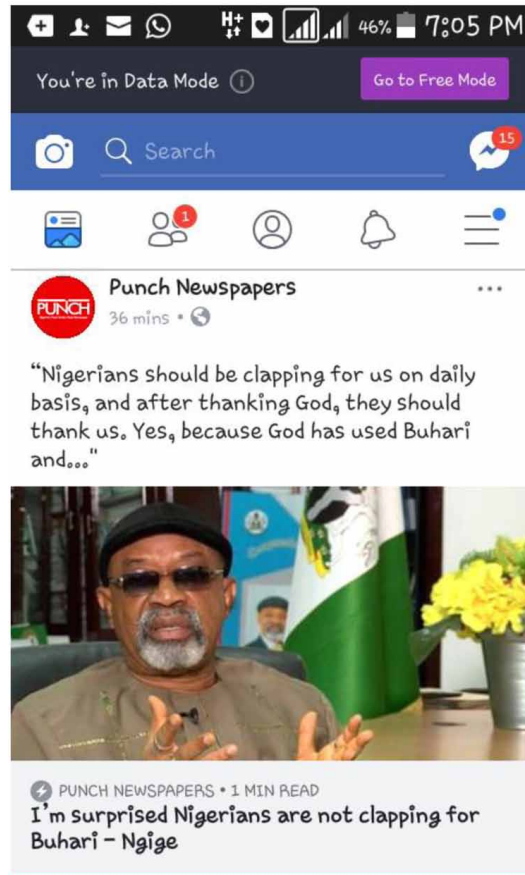 46% 7:05 PM
You're in Data Mode
Go to Free Mode
Search
15
1
Punch Newspapers
PUNCH
36 mins
“Nigerians should be clapping for us on daily
basis, and after thanking God, they should
thank us. Yes, because God has used Buhari
and..."
PUNCH NEWSPAPERS • 1 MIN READ
I'm surprised Nigerians are not clapping for
Buhari – Ngige